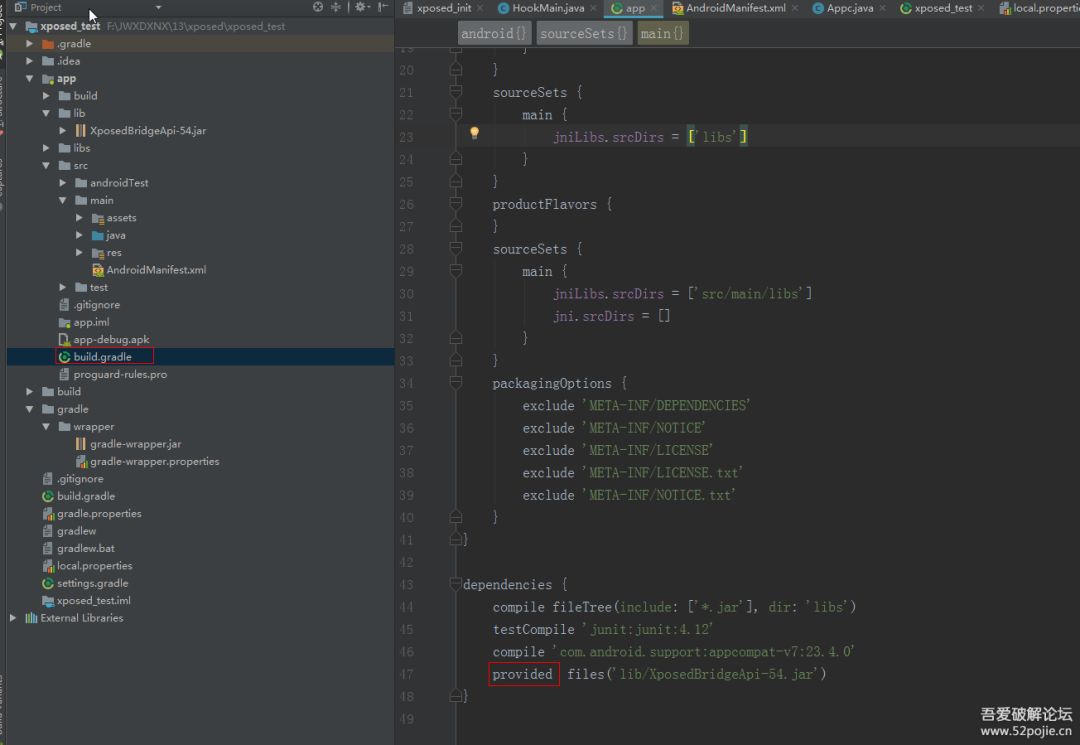 Project
xposed_test F:\JWXDXNX\13\xposed\xposed_test
.gradle
.idea
app
build
lib
XposedBridgeApi-54.jar
libs
src
androidTest
main
assets
java
res
AndroidManifest.xml
test
.gitignore
app.iml
app-debug.apk
build.gradle
proguard-rules.pro
build
gradle
wrapper
gradle-wrapper.jar
gradle-wrapper.properties
.gitignore
build.gradle
gradle.properties
gradlew
gradlew.bat
local.properties
settings.gradle
xposed_test.iml
External Libraries
xposed_init HookMain.java app AndroidManifest.xml Appc.java xposed_test local.properti
android{} sourceSets{} main{}
19 }
20 }
21 sourceSets {
22 main {
23 jniLibs.srcDirs = ['libs']
24 }
25 }
26 productFlavors {
27 }
28 sourceSets {
29 main {
30 jniLibs.srcDirs = ['src/main/libs']
31 jni.srcDirs = []
32 }
33 }
34 packagingOptions {
35 exclude 'META-INF/DEPENDENCIES'
36 exclude 'META-INF/NOTICE'
37 exclude 'META-INF/LICENSE'
38 exclude 'META-INF/LICENSE.txt'
39 exclude 'META-INF/NOTICE.txt'
40 }
41 }
42
43 dependencies {
44 compile fileTree(include: ['*.jar'], dir: 'libs')
45 testCompile 'junit:junit:4.12'
46 compile 'com.android.support:appcompat-v7:23.4.0'
47 provided files('lib/XposedBridgeApi-54.jar')
48 }
49
吾爱破解论坛
www.52pojie.cn